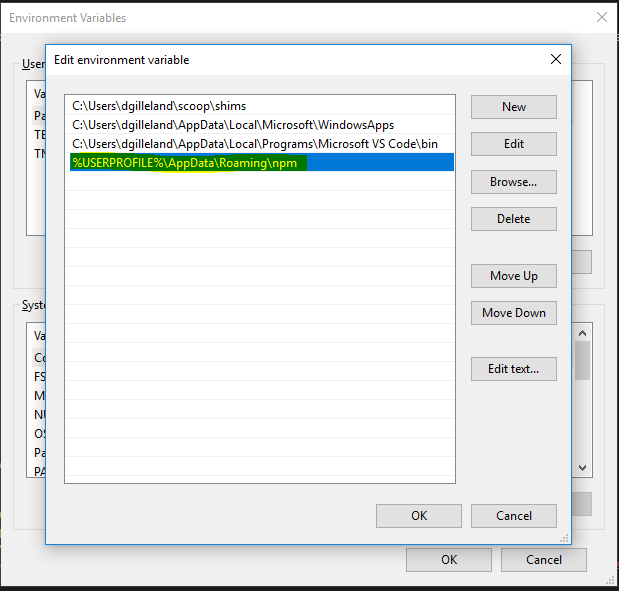 Environment Variables
Edit environment variable
User
Va
Pa
TE
TM
C:\Users\dgilleland\scoop\shims
C:\Users\dgilleland\AppData\Local\Microsoft\WindowsApps
C:\Users\dgilleland\AppData\Local\Programs\Microsoft VS Code\bin
%USERPROFILE%\AppData\Roaming\npm
New
Edit
Browse...
Delete
Move Up
Move Down
Edit text...
Syste
Va
Co
FS
M
NU
OS
Pa
PA
OK
Cancel
OK
Cancel